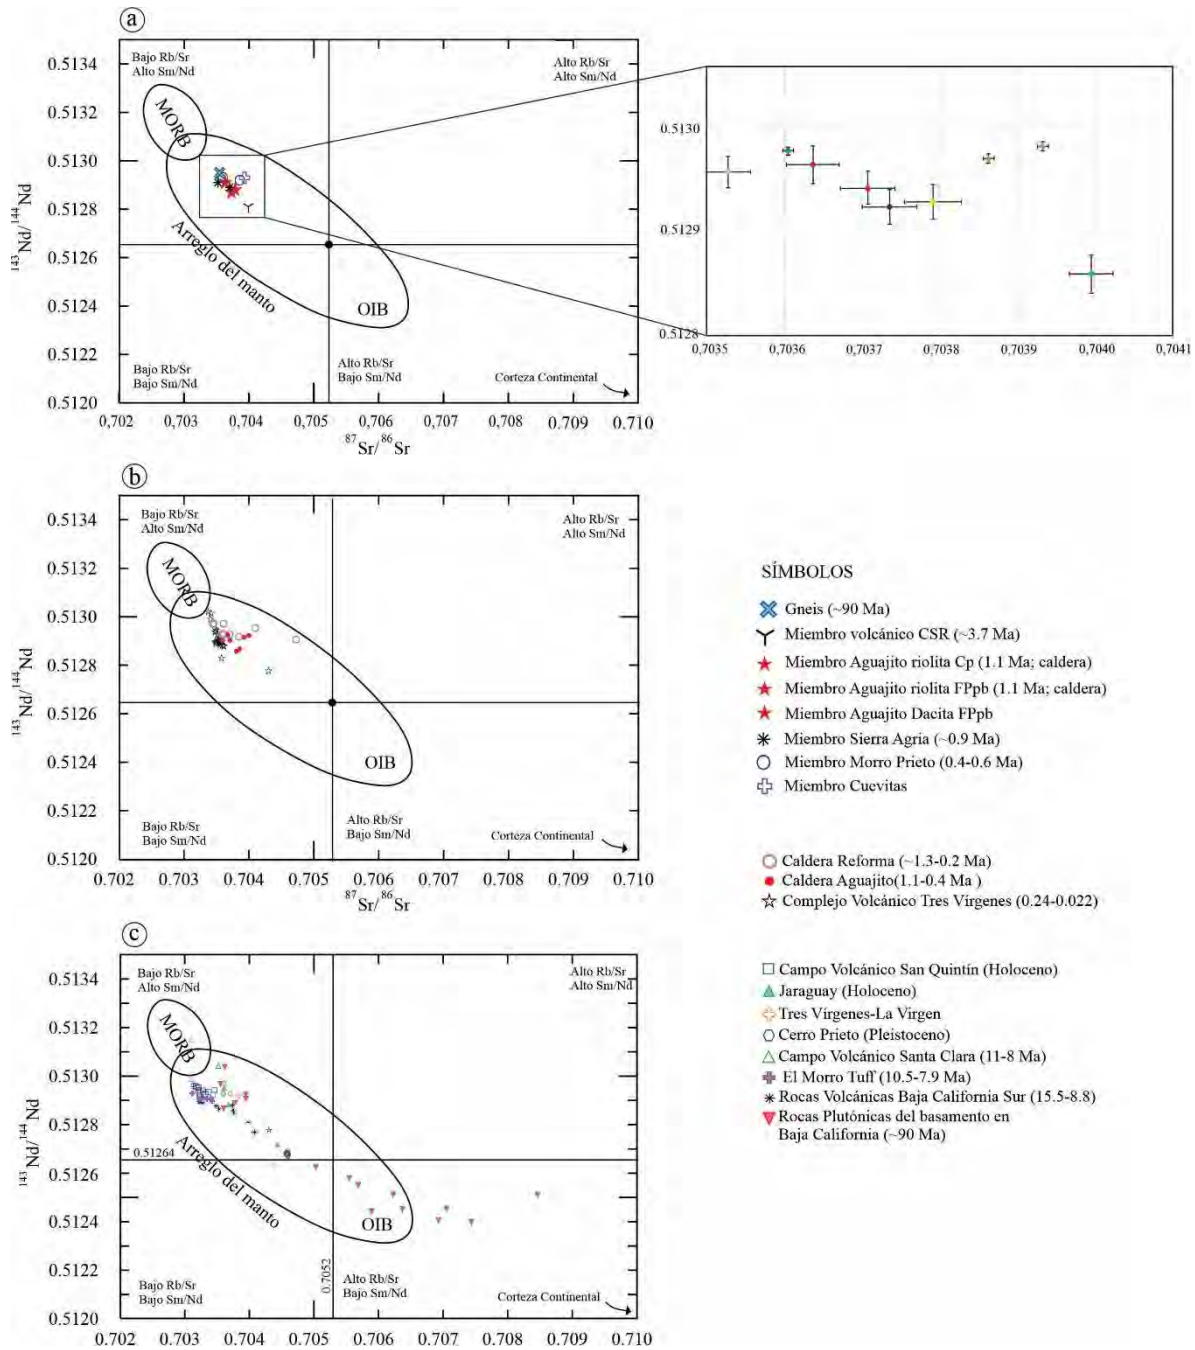 a
0.5134
0.5132
0.5130
0.5128
0.5126
0.5124
0.5122
0.5120
143Nd/144Nd
Bajo Rb/Sr
Alto Sm/Nd
Alto Rb/Sr
Alto Sm/Nd
MORB
Arreglo del manto
OIB
Bajo Rb/Sr
Bajo Sm/Nd
Alto Rb/Sr
Bajo Sm/Nd
Corteza Continental
0,702 0,703 0,704 0,705 0,706 0,707 0,708 0.709 0.710
87Sr/86Sr
0.5130
0.5129
0.5128
0,7035 0,7036 0,7037 0,7038 0,7039 0,7040 0,7041
b
0.5134
0.5132
0.5130
0.5128
0.5126
0.5124
0.5122
0.5120
143Nd/144Nd
Bajo Rb/Sr
Alto Sm/Nd
Alto Rb/Sr
Alto Sm/Nd
MORB
OIB
Bajo Rb/Sr
Bajo Sm/Nd
Alto Rb/Sr
Bajo Sm/Nd
Corteza Continental
0.702 0.703 0.704 0.705 0.706 0.707 0.708 0.709 0.710
87Sr/86Sr
c
0.5134
0.5132
0.5130
0.5128
0.5126
0.5124
0.5122
0.5120
143Nd/144Nd
Bajo Rb/Sr
Alto Sm/Nd
Alto Rb/Sr
Alto Sm/Nd
MORB
0.51264
Arreglo del manto
OIB
0.7052
Bajo Rb/Sr
Bajo Sm/Nd
Alto Rb/Sr
Bajo Sm/Nd
Corteza Continental
0.702 0.703 0.704 0.705 0.706 0.707 0.708 0.709 0.710
SÍMBOLOS
Gneis (~90 Ma)
Miembro volcánico CSR (~3.7 Ma)
Miembro Aguajito riolita Cp (1.1 Ma; caldera)
Miembro Aguajito riolita FPpb (1.1 Ma; caldera)
Miembro Aguajito Dacita FPpb
Miembro Sierra Agria (~0.9 Ma)
Miembro Morro Prieto (0.4-0.6 Ma)
Miembro Cuevitas
Caldera Reforma (~1.3-0.2 Ma)
Caldera Aguajito(1.1-0.4 Ma )
Complejo Volcánico Tres Vírgenes (0.24-0.022)
Campo Volcánico San Quintín (Holoceno)
Jaraguay (Holoceno)
Tres Vírgenes-La Virgen
Cerro Prieto (Pleistoceno)
Campo Volcánico Santa Clara (11-8 Ma)
El Morro Tuff (10.5-7.9 Ma)
Rocas Volcánicas Baja California Sur (15.5-8.8)
Rocas Plutónicas del basamento en
Baja California (~90 Ma)